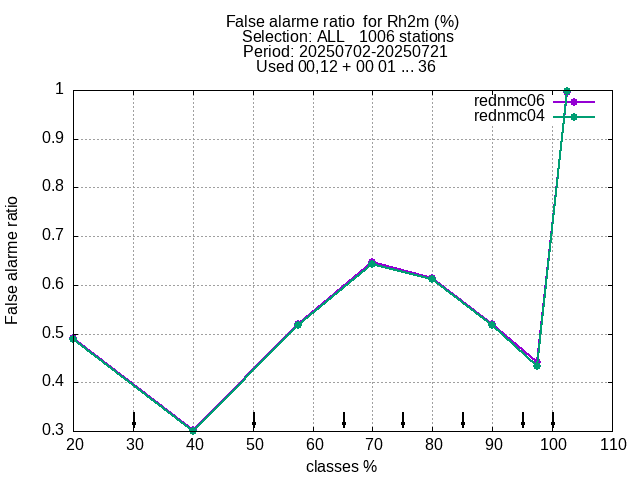 False alarme ratio  for Rh2m (%)
Selection: ALL   1006 stations
Period: 20250702-20250721
Used 00,12 + 00 01 ... 36
rednmc06
rednmc04
False alarme ratio
1
0.9
0.8
0.7
0.6
0.5
0.4
0.3
20 30 40 50 60 70 80 90 100 110
classes %